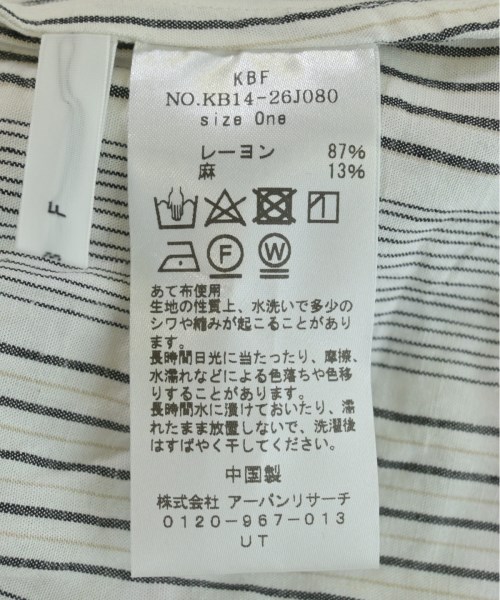 KBF
NO.KB14-26J080
size One
レーヨン 87%
麻 13%
F
W
あて布使用
生地の性質上、水洗いで多少の
シワや縮みが起こることがあり
ます。
長時間日光に当たったり、摩擦、
水濡れなどによる色落ちや色移
りすることがあります。
長時間水に漬けておいたり、濡
れたまま放置しないで、洗濯後
はすばやく干してください。
中国製
株式会社 アーバンリサーチ
0120-967-013
UT
F